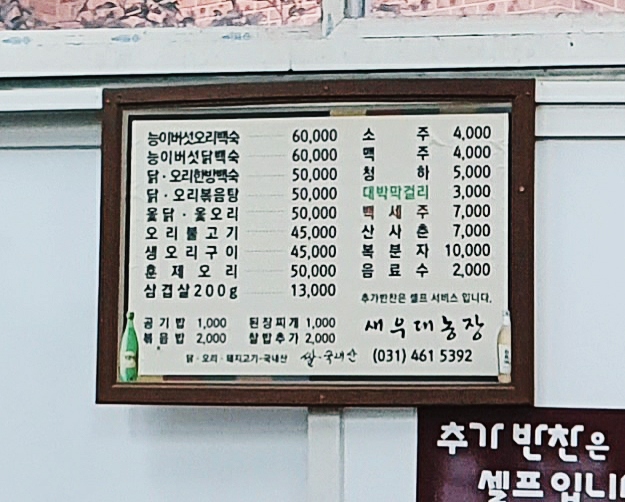 능이버섯오리백숙 60,000
능이버섯닭백숙 60,000
닭·오리한방백숙 50,000
닭·오리볶음탕 50,000
옻닭·옻오리 50,000
오리불고기 45,000
생오리구이 45,000
훈제오리 50,000
삼겹살200g 13,000
소주 4,000
맥주 4,000
청하 5,000
대박막걸리 3,000
백세주 7,000
산사춘 7,000
복분자 10,000
음료수 2,000
추가반찬은 셀프 서비스 입니다.
공기밥 1,000 된장찌개 1,000
볶음밥 2,000 찰밥추가 2,000
닭·오리·돼지고기-국내산 쌀-국내산
새우대농장
(031) 461 5392
추가 반찬은
셀프입니